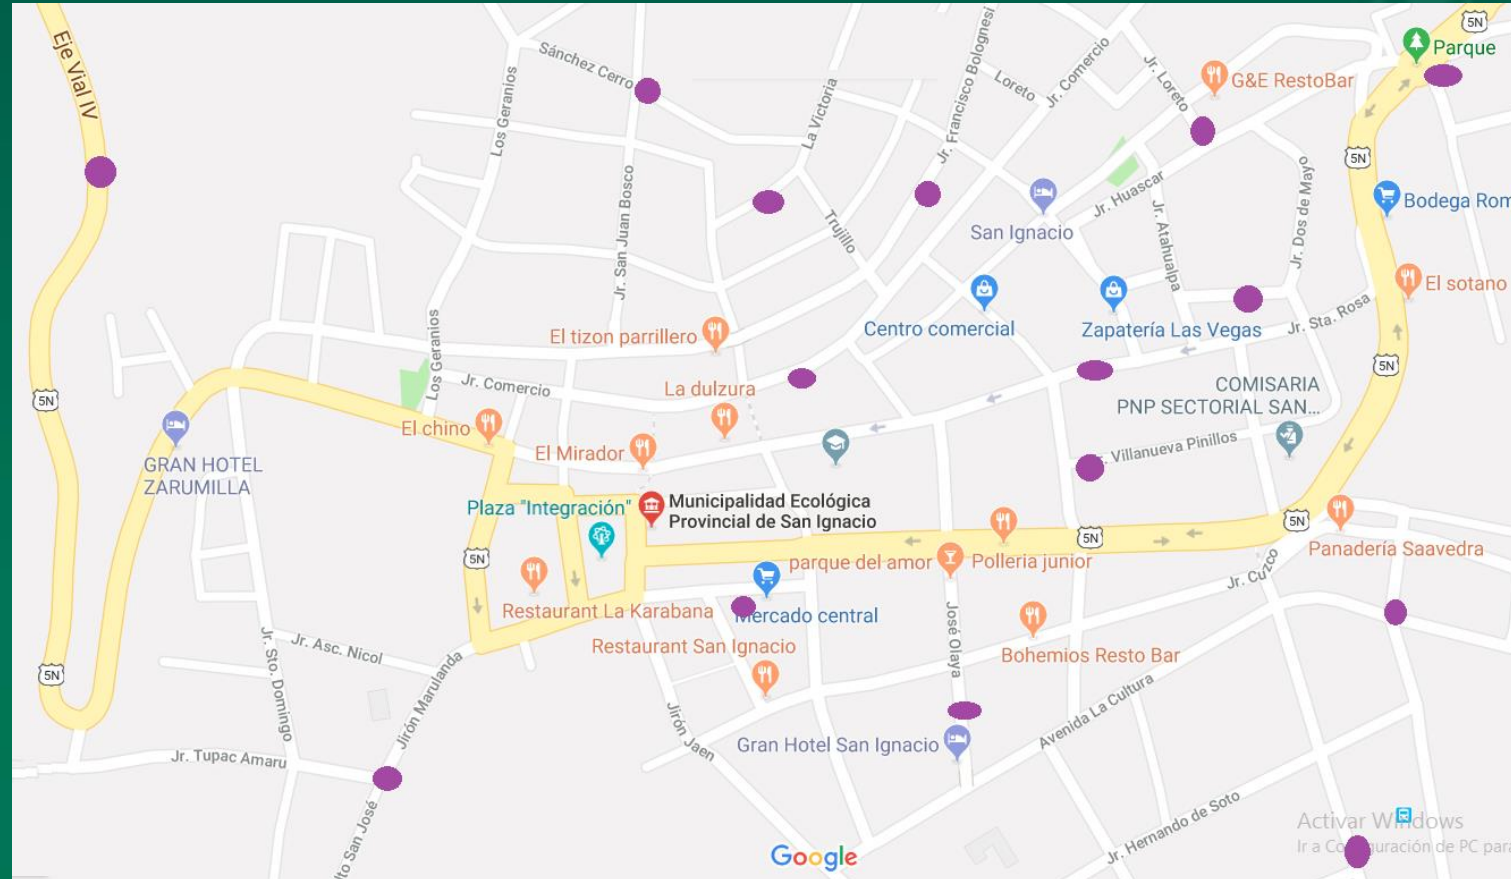 5N
Eje Vial IV
Sánchez Cerro
Los Geranios
La Victoria
Jr. Francisco Bolognesi
Loreto
Jr. Comercio
Jr. Loreto
G&E RestoBar
Parque
5N
Bodega Rom
Jr. San Juan Bosco
Trujillo
San Ignacio
Jr. Huascar
Jr. Atahualpa
Jr. Dos de Mayo
El sotano
Centro comercial
Zapatería Las Vegas
Jr. Sta. Rosa
El tizon parrillero
Los Geranios
Jr. Comercio
La dulzura
5N
5N
COMISARIA
PNP SECTORIAL SAN...
El chino
El Mirador
Villanueva Pinillos
GRAN HOTEL
ZARUMILLA
Plaza "Integración"
Municipalidad Ecológica
Provincial de San Ignacio
5N
5N
5N
parque del amor
Polleria junior
Panadería Saavedra
Jr. Cuzco
Restaurant La Karabana
Mercado central
José Olaya
Restaurant San Ignacio
Bohemios Resto Bar
Jr. Asc. Nicol
Jr. Sto. Domingo
5N
Jirón Marulanda
Jirón Jaen
Gran Hotel San Ignacio
Avenida La Cultura
Jr. Tupac Amaru
Jr. Hernando de Soto
San José
Google
Activar Windows
Ir a Configuración de PC para